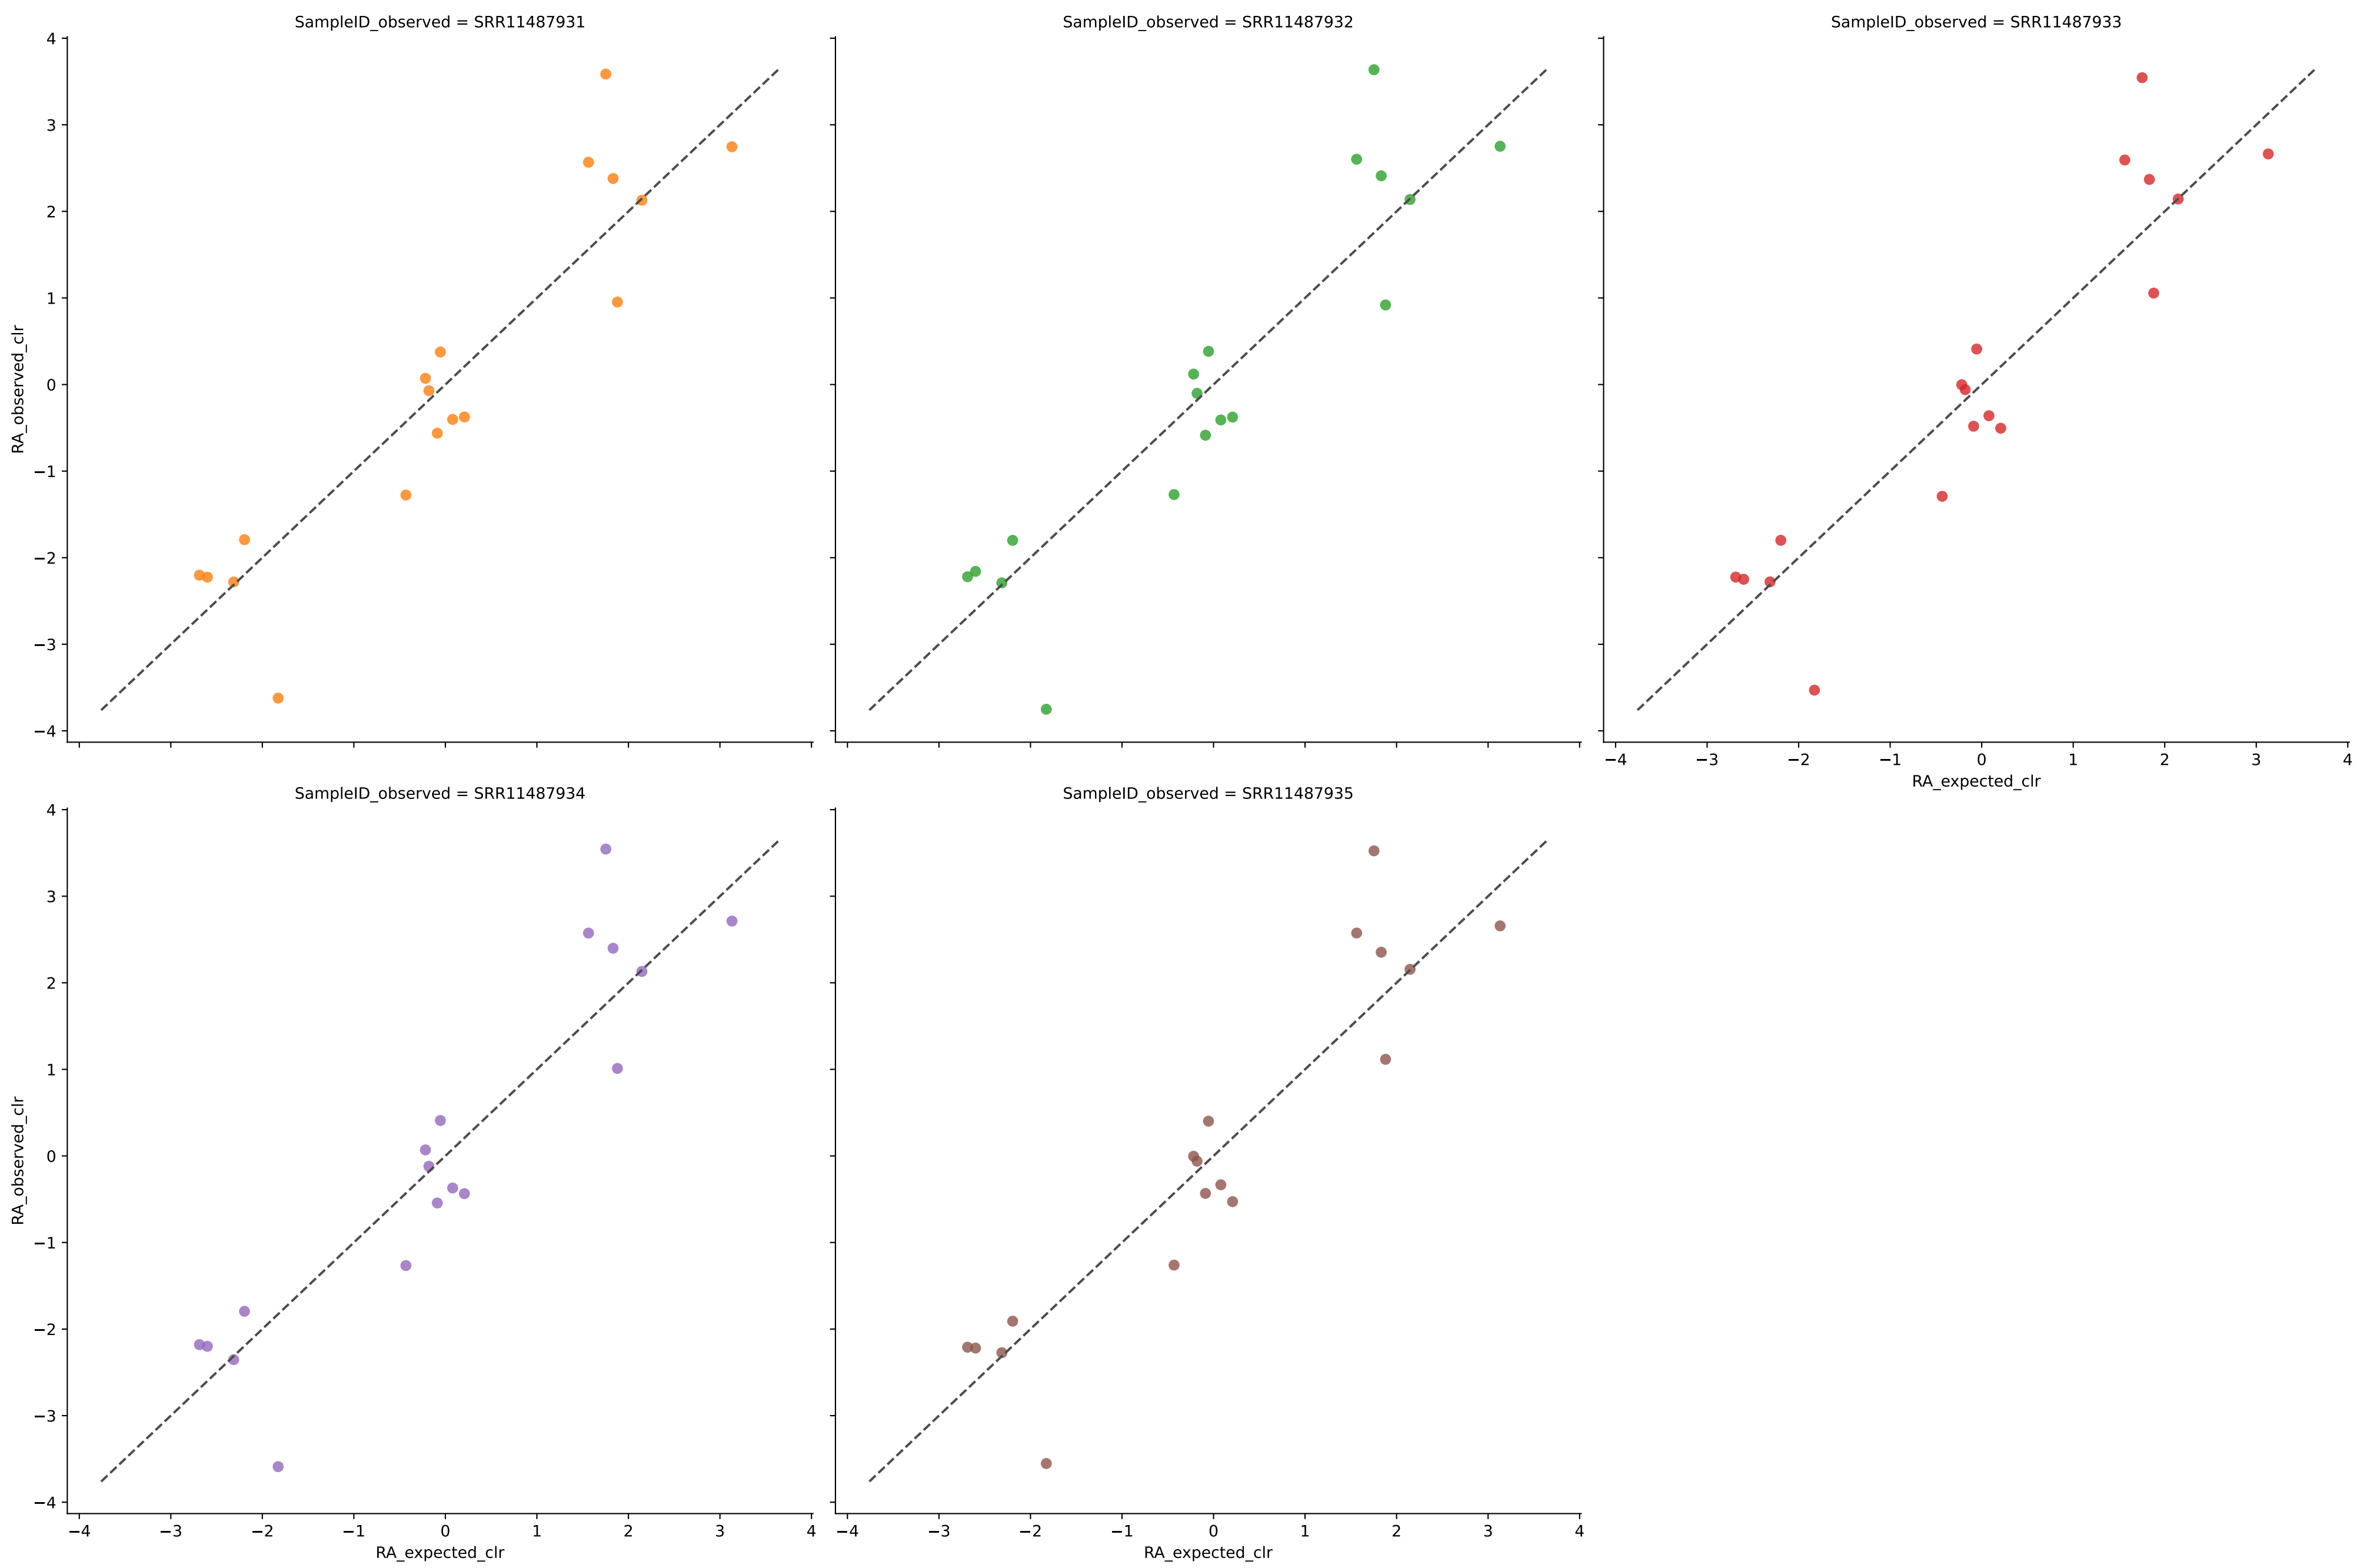 SampleID_observed = SRR11487931
SampleID_observed = SRR11487932
SampleID_observed = SRR11487933
4
3
2
1
0
−1
−2
−3
−4
RA_observed_clr
−4 −3 −2 −1 0 1 2 3 4
RA_expected_clr
SampleID_observed = SRR11487934
SampleID_observed = SRR11487935
4
3
2
1
0
−1
−2
−3
−4
RA_observed_clr
−4 −3 −2 −1 0 1 2 3 4
RA_expected_clr
−4 −3 −2 −1 0 1 2 3 4
RA_expected_clr